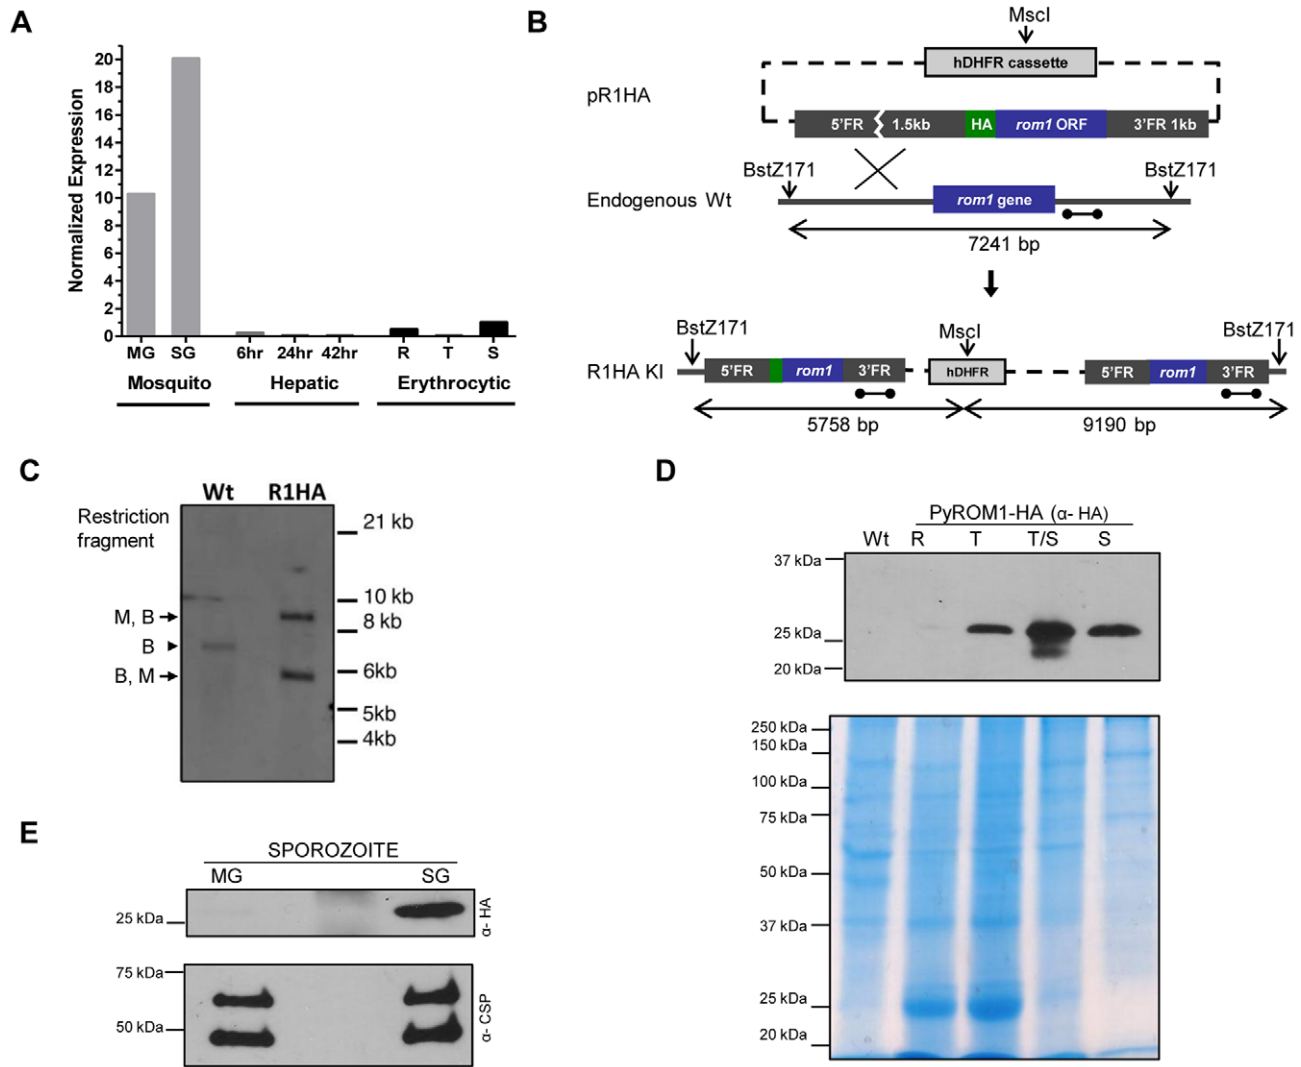 A
Normalized Expression
20
18
16
14
12
10
8
6
4
2
0
MG SG 6hr 24hr 42hr R T S
Mosquito Hepatic Erythrocytic
B
MscI
hDHFR cassette
pR1HA
5'FR 1.5kb HA rom1 ORF 3'FR 1kb
BstZ171 BstZ171
Endogenous Wt rom1 gene
7241 bp
BstZ171 MscI BstZ171
R1HA KI 5'FR rom1 3'FR hDHFR 5'FR rom1 3'FR
5758 bp 9190 bp
C
Wt R1HA
Restriction
fragment
21 kb
10 kb
M, B
8 kb
B
B, M
6kb
5kb
4kb
D
PyROM1-HA (α- HA)
Wt R T T/S S
37 kDa
25 kDa
20 kDa
250 kDa
150 kDa
100 kDa
75 kDa
50 kDa
37 kDa
25 kDa
20 kDa
E
SPOROZOITE
MG SG
25 kDa
α- HA
75 kDa
50 kDa
α- CSP